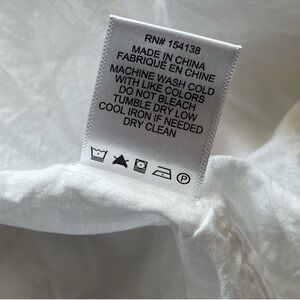 RN# 154138
MADE IN CHINA
FABRIQUÉ EN CHINE
MACHINE WASH COLD
WITH LIKE COLORS
DO NOT BLEACH
TUMBLE DRY LOW
COOL IRON IF NEEDED
DRY CLEAN
P